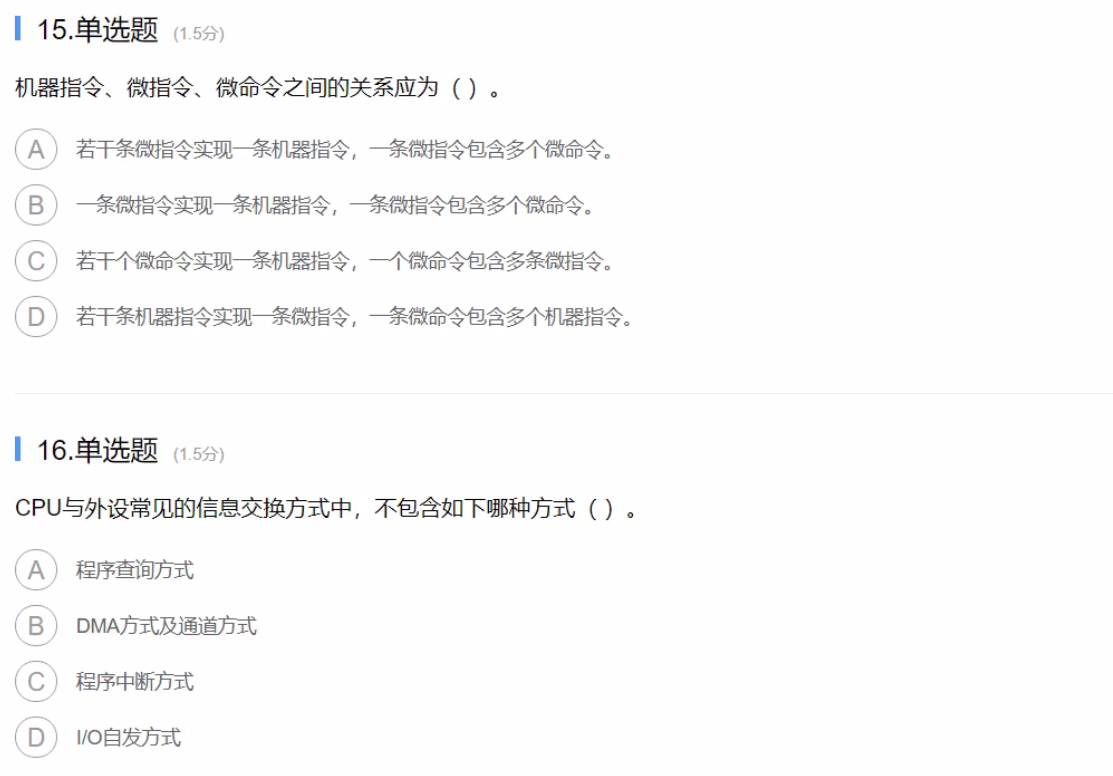 15.单选题 (1.5分)
机器指令、微指令、微命令之间的关系应为（ ）。
A 若干条微指令实现一条机器指令，一条微指令包含多个微命令。
B 一条微指令实现一条机器指令，一条微指令包含多个微命令。
C 若干个微命令实现一条机器指令，一个微命令包含多条微指令。
D 若干条机器指令实现一条微指令，一条微命令包含多个机器指令。
16.单选题 (1.5分)
CPU与外设常见的信息交换方式中，不包含如下哪种方式（ ）。
A 程序查询方式
B DMA方式及通道方式
C 程序中断方式
D I/O自发方式